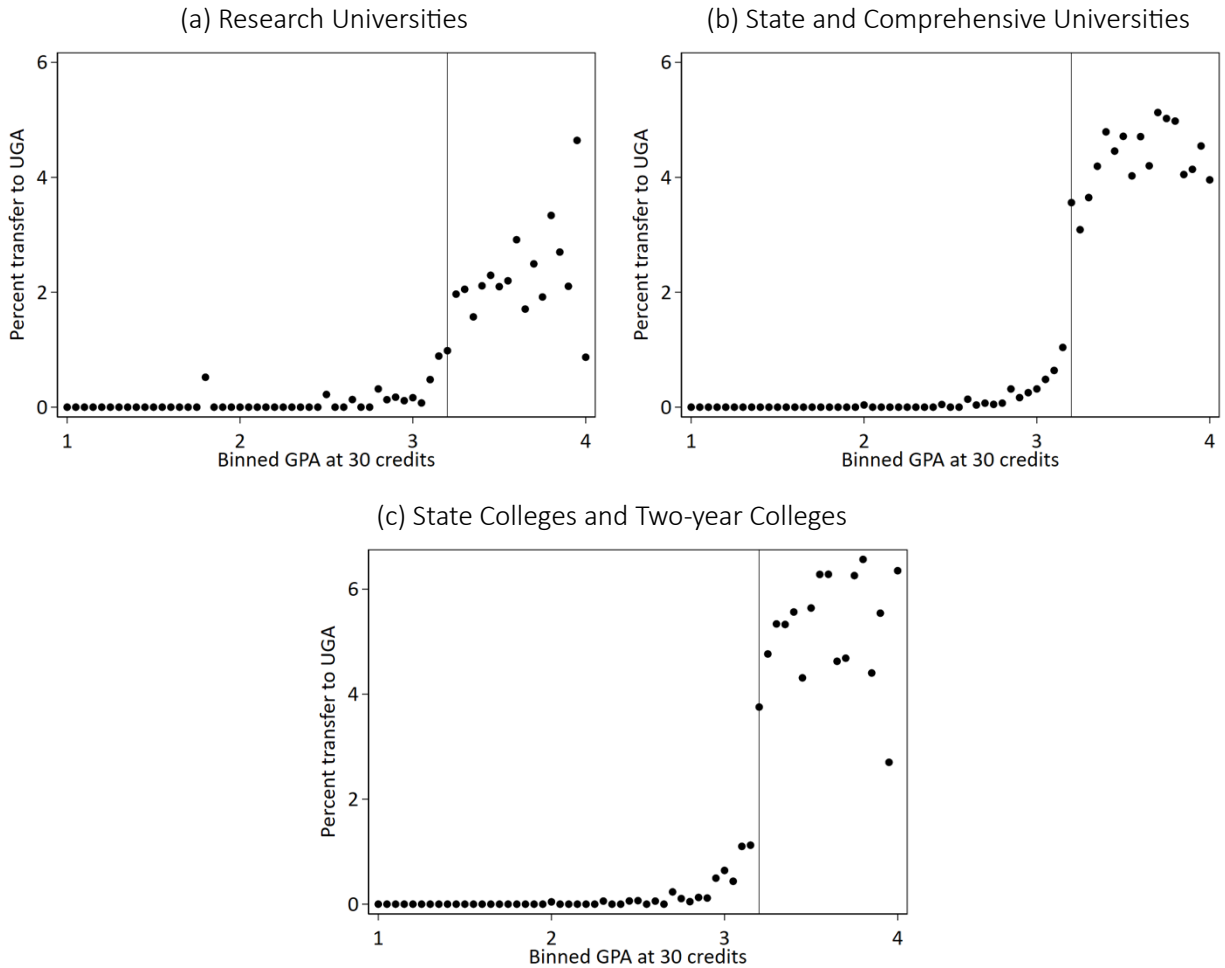 (a) Research Universities
Percent transfer to UGA
6
4
2
0
1
2
3
4
Binned GPA at 30 credits
(b) State and Comprehensive Universities
Percent transfer to UGA
6
4
2
0
1
2
3
4
Binned GPA at 30 credits
(c) State Colleges and Two-year Colleges
Percent transfer to UGA
6
4
2
0
1
2
3
4
Binned GPA at 30 credits